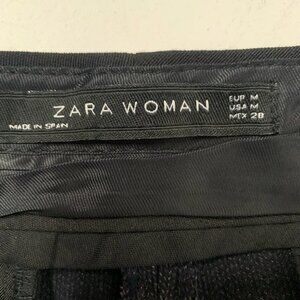 ZARA WOMAN
MADE IN SPAIN
EUR M
USA M
MEX 28